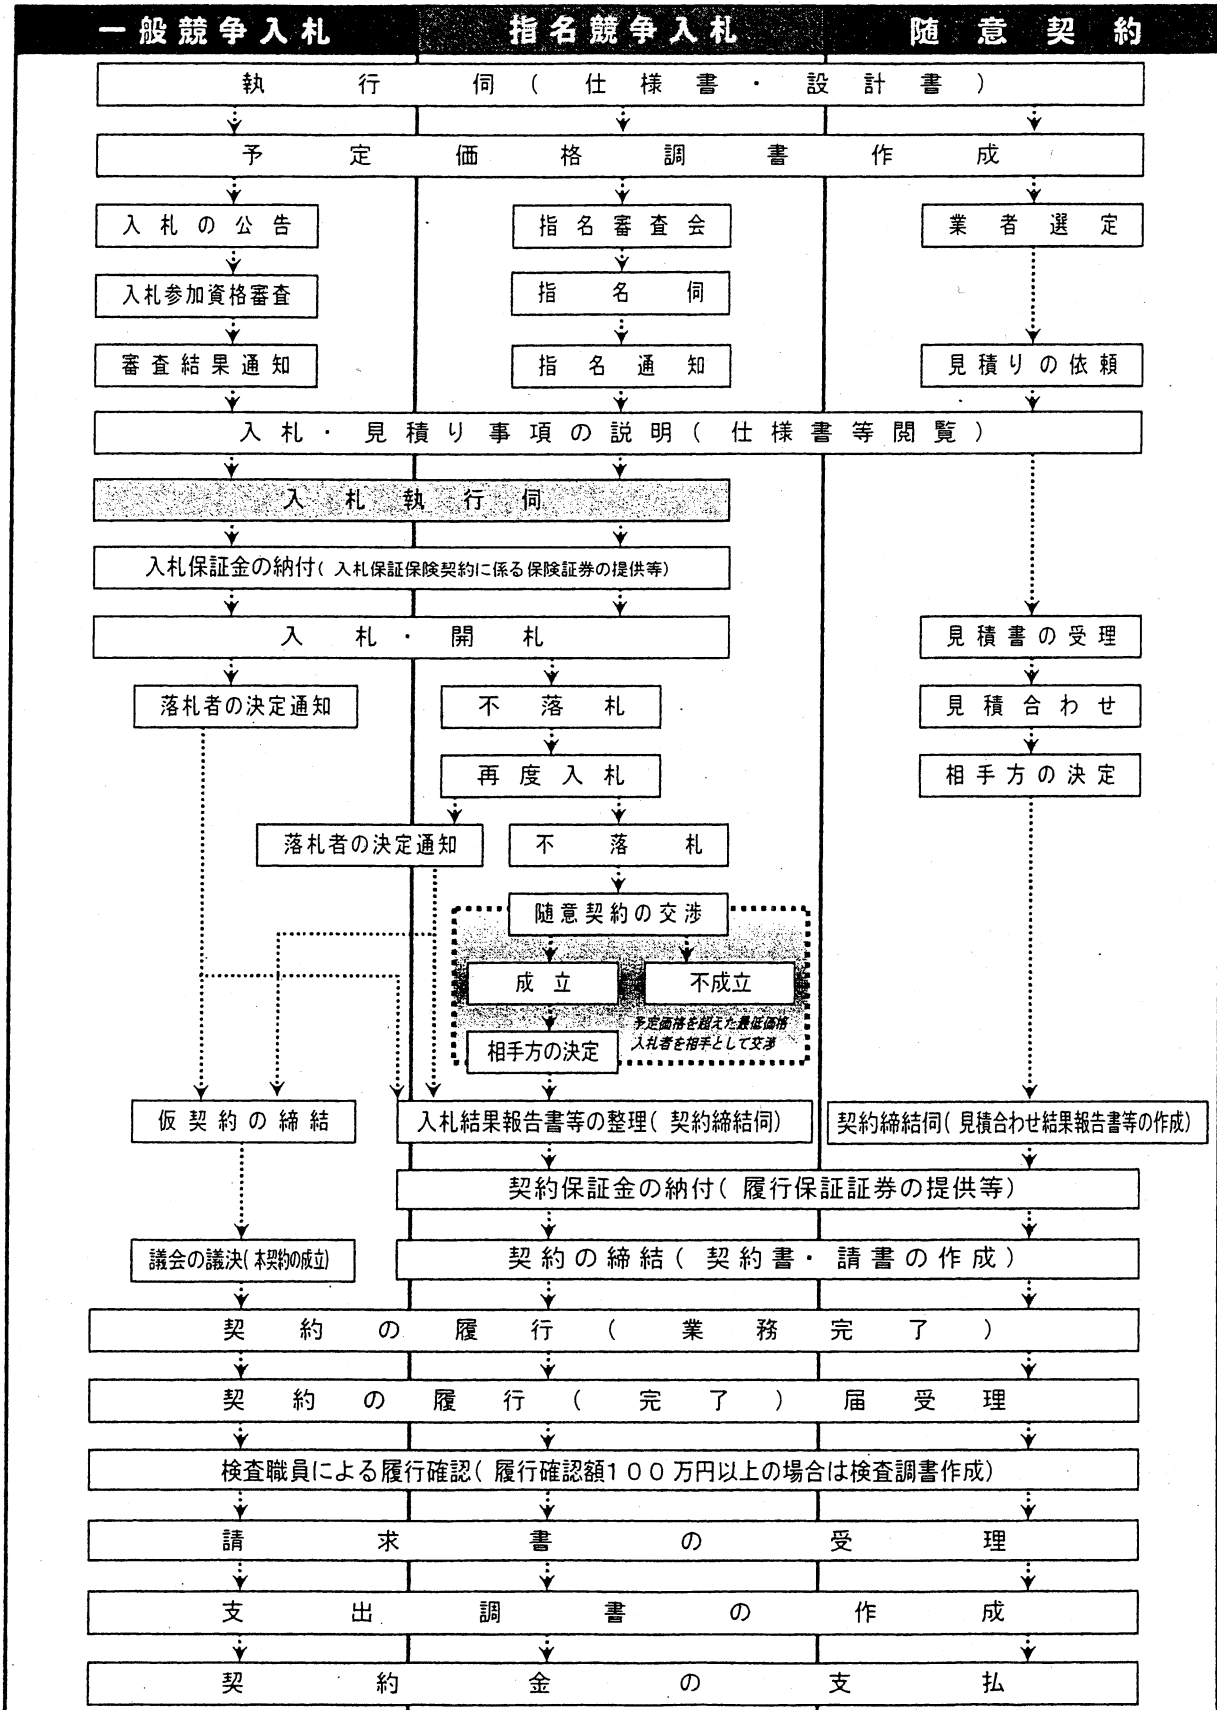 一般競争入札 指名競争入札 随意契約
執行伺(仕様書・設計書)
予定価格調書作成
入札の公告 指名審査会 業者選定
入札参加資格審査 指名伺
審査結果通知 指名通知 見積りの依頼
入札・見積り事項の説明(仕様書等閲覧)
入札執行伺
入札保証金の納付(入札保証保険契約に係る保険証券の提供等)
入札・開札 見積書の受理
落札者の決定通知 不落札 見積合わせ
再度入札 相手方の決定
落札者の決定通知 不落札
随意契約の交渉
成立 不成立
予定価格を超えた最低価格
入札者を相手として交渉
相手方の決定
仮契約の締結 入札結果報告書等の整理(契約締結伺) 契約締結伺(見積合わせ結果報告書等の作成)
契約保証金の納付(履行保証証券の提供等)
議会の議決(本契約の成立) 契約の締結(契約書・請書の作成)
契約の履行(業務完了)
契約の履行(完了)届受理
検査職員による履行確認(履行確認額100万円以上の場合は検査調書作成)
請求書の受理
支出調書の作成
契約金の支払